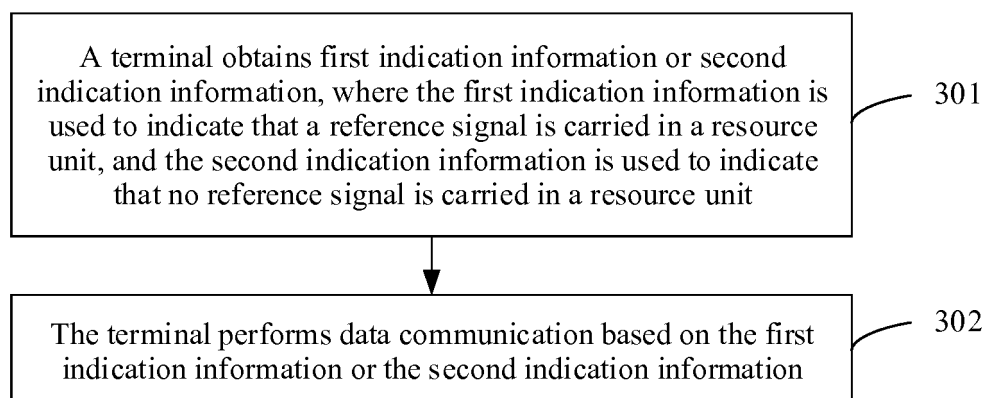 A terminal obtains first indication information or second
indication information, where the first indication information is
used to indicate that a reference signal is carried in a resource
unit, and the second indication information is used to indicate
that no reference signal is carried in a resource unit
301
The terminal performs data communication based on the first
indication information or the second indication information
302